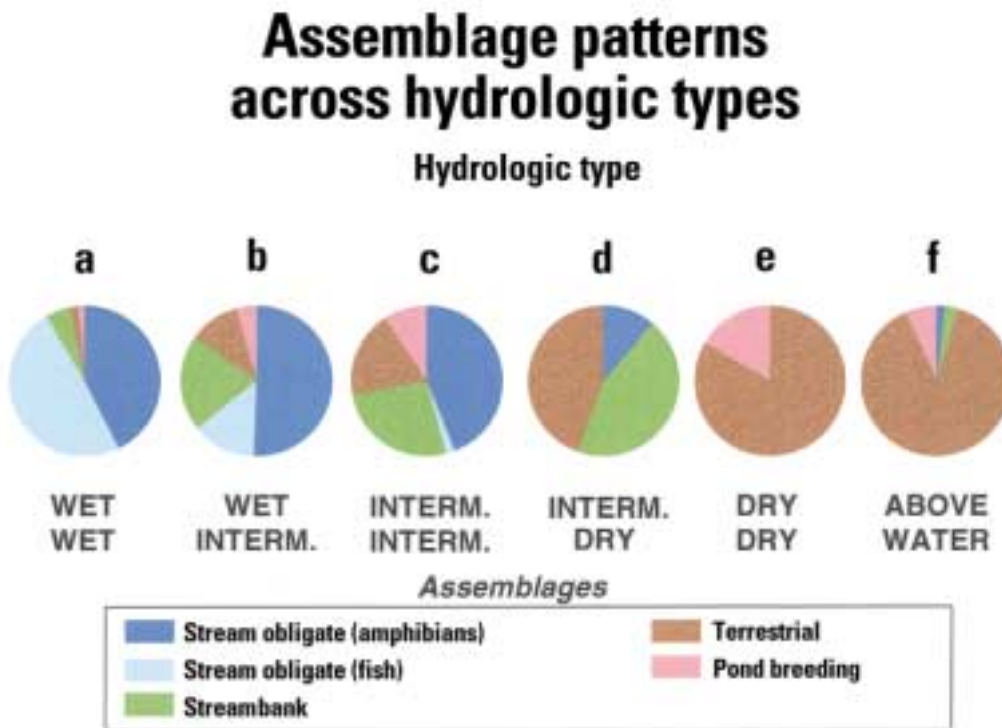 Assemblage patterns
across hydrologic types
Hydrologic type
a b c d e f
WET WET INTERM. INTERM. DRY ABOVE
WET INTERM. INTERM. DRY DRY WATER
Assemblages
Stream obligate (amphibians) Terrestrial
Stream obligate (fish) Pond breeding
Streambank